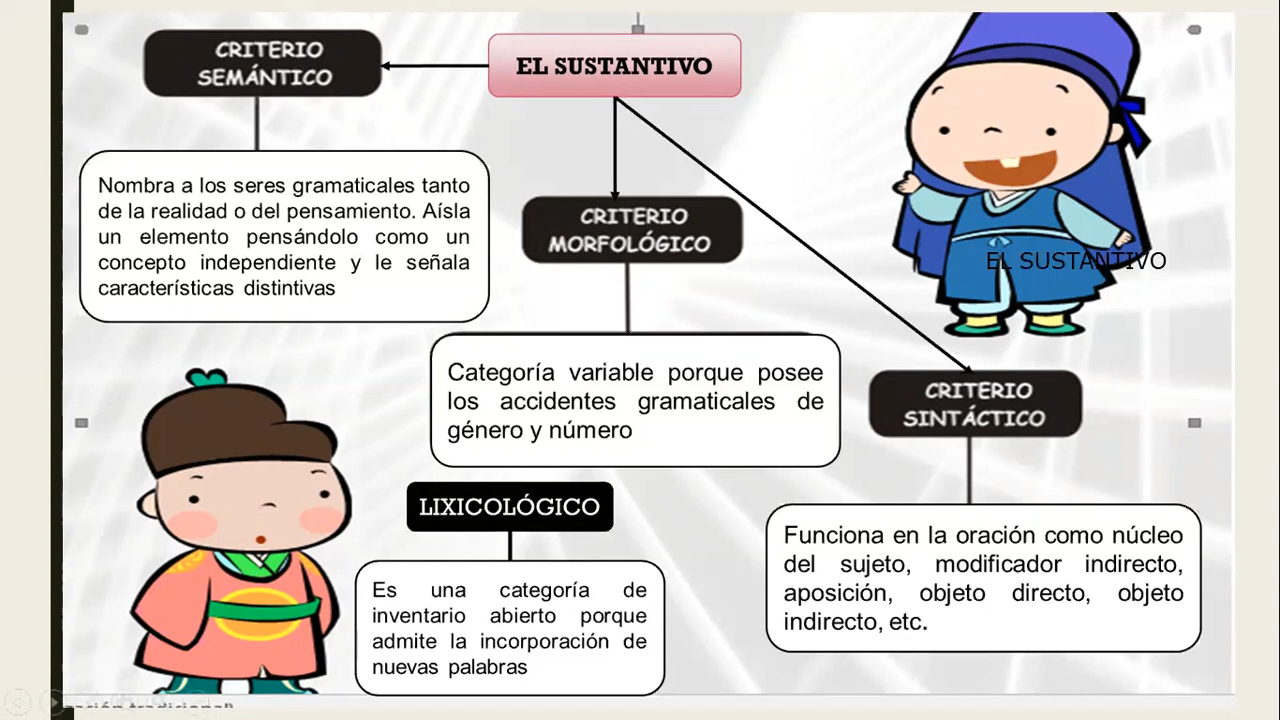 CRITERIO
SEMÁNTICO
EL SUSTANTIVO
Nombra a los seres gramaticales tanto
de la realidad o del pensamiento. Aísla
un elemento pensándolo como un
concepto independiente y le señala
características distintivas
CRITERIO
MORFOLÓGICO
EL SUSTANTIVO
Categoría variable porque posee
los accidentes gramaticales de
género y número
CRITERIO
SINTÁCTICO
LIXICOLÓGICO
Funciona en la oración como núcleo
del sujeto, modificador indirecto,
aposición, objeto directo, objeto
indirecto, etc.
Es una categoría de
inventario abierto porque
admite la incorporación de
nuevas palabras